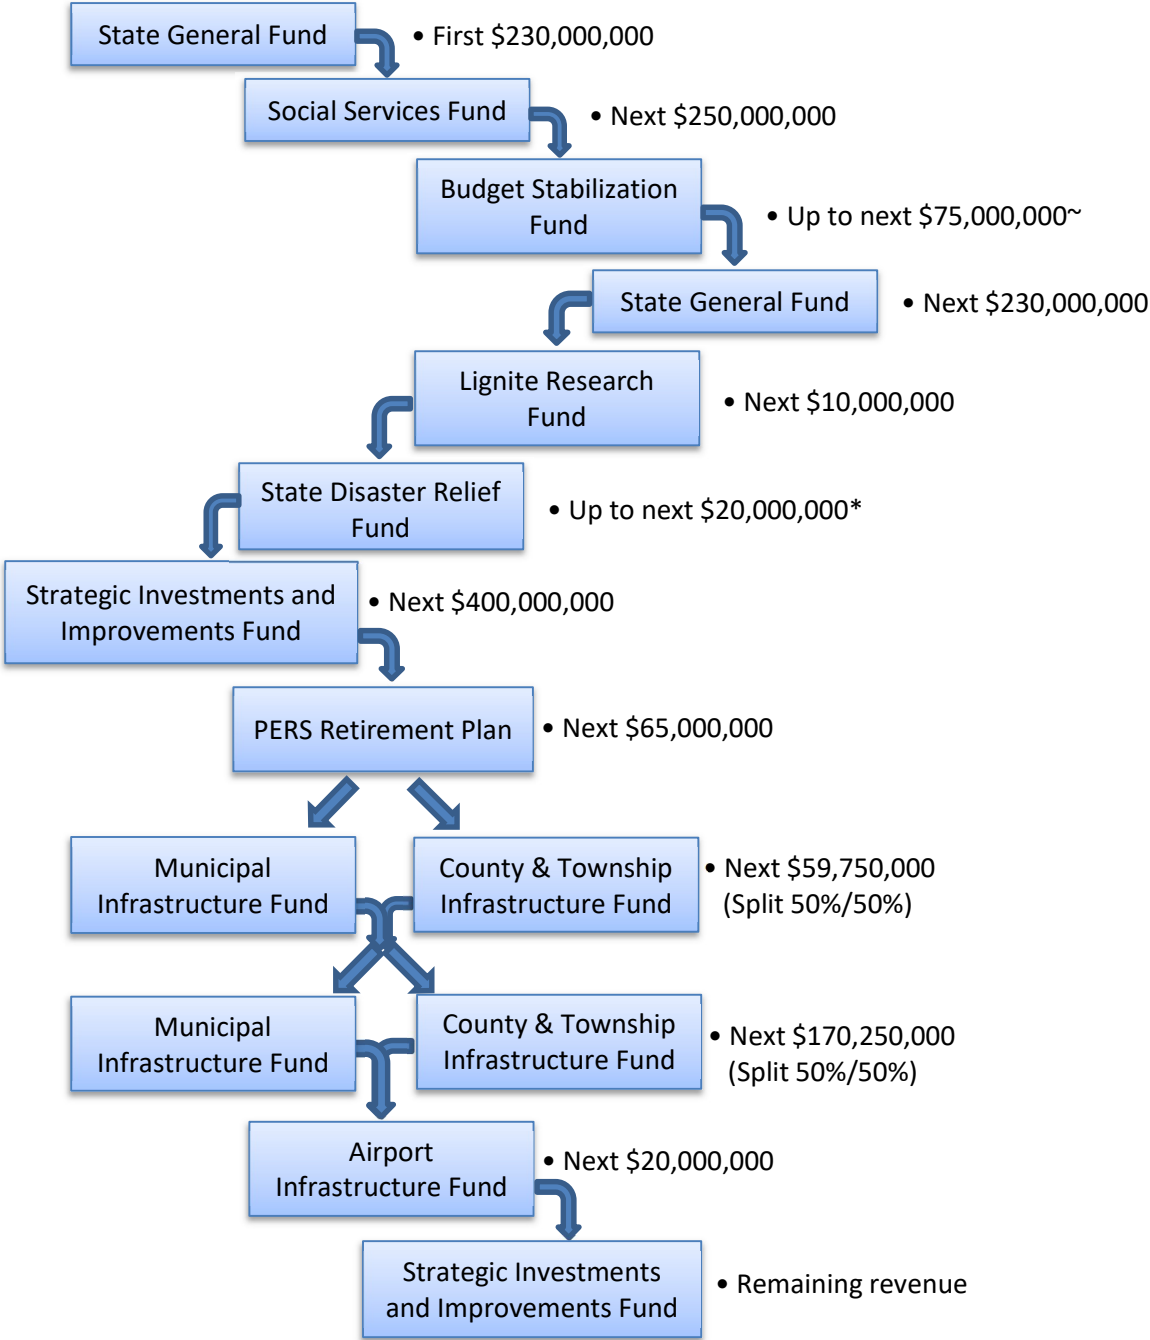 State General Fund
• First $230,000,000
Social Services Fund
• Next $250,000,000
Budget Stabilization
Fund
• Up to next $75,000,000~
State General Fund
• Next $230,000,000
Lignite Research
Fund
• Next $10,000,000
State Disaster Relief
Fund
• Up to next $20,000,000*
Strategic Investments and
Improvements Fund
• Next $400,000,000
PERS Retirement Plan
• Next $65,000,000
Municipal
Infrastructure Fund
County & Township
Infrastructure Fund
• Next $59,750,000
(Split 50%/50%)
Municipal
Infrastructure Fund
County & Township
Infrastructure Fund
• Next $170,250,000
(Split 50%/50%)
Airport
Infrastructure Fund
• Next $20,000,000
Strategic Investments
and Improvements Fund
• Remaining revenue